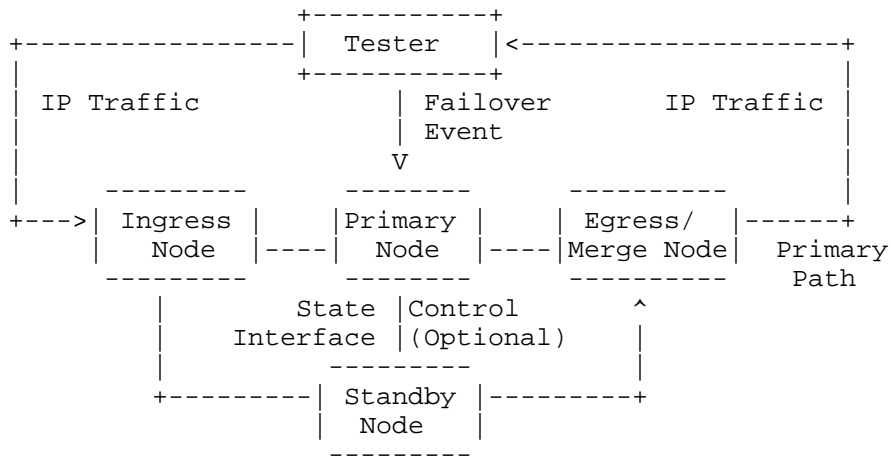 Tester
IP Traffic Failover IP Traffic
Event
V
Ingress Primary Egress/
Node Node Merge Node Primary
Path
State Control
Interface (Optional)
Standby
Node